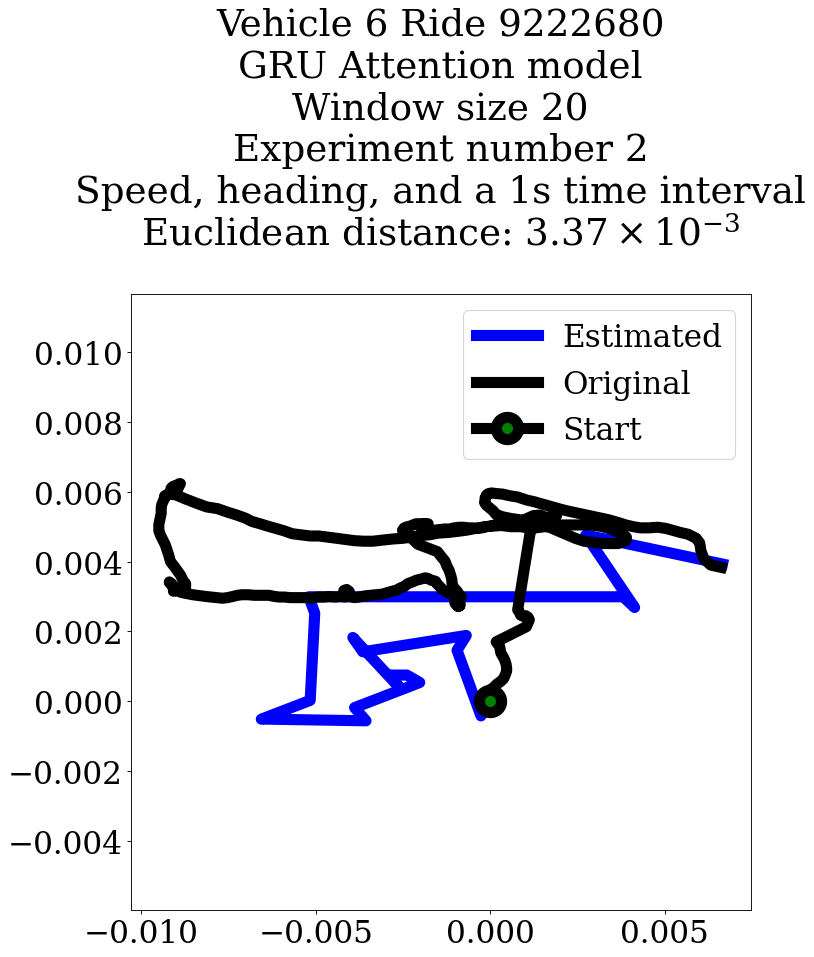 Vehicle 6 Ride 9222680
GRU Attention model
Window size 20
Experiment number 2
Speed, heading, and a 1s time interval
Euclidean distance: 3.37 × 10⁻³
Estimated
Original
Start
0.010
0.008
0.006
0.004
0.002
0.000
−0.002
−0.004
−0.010
−0.005
0.000
0.005